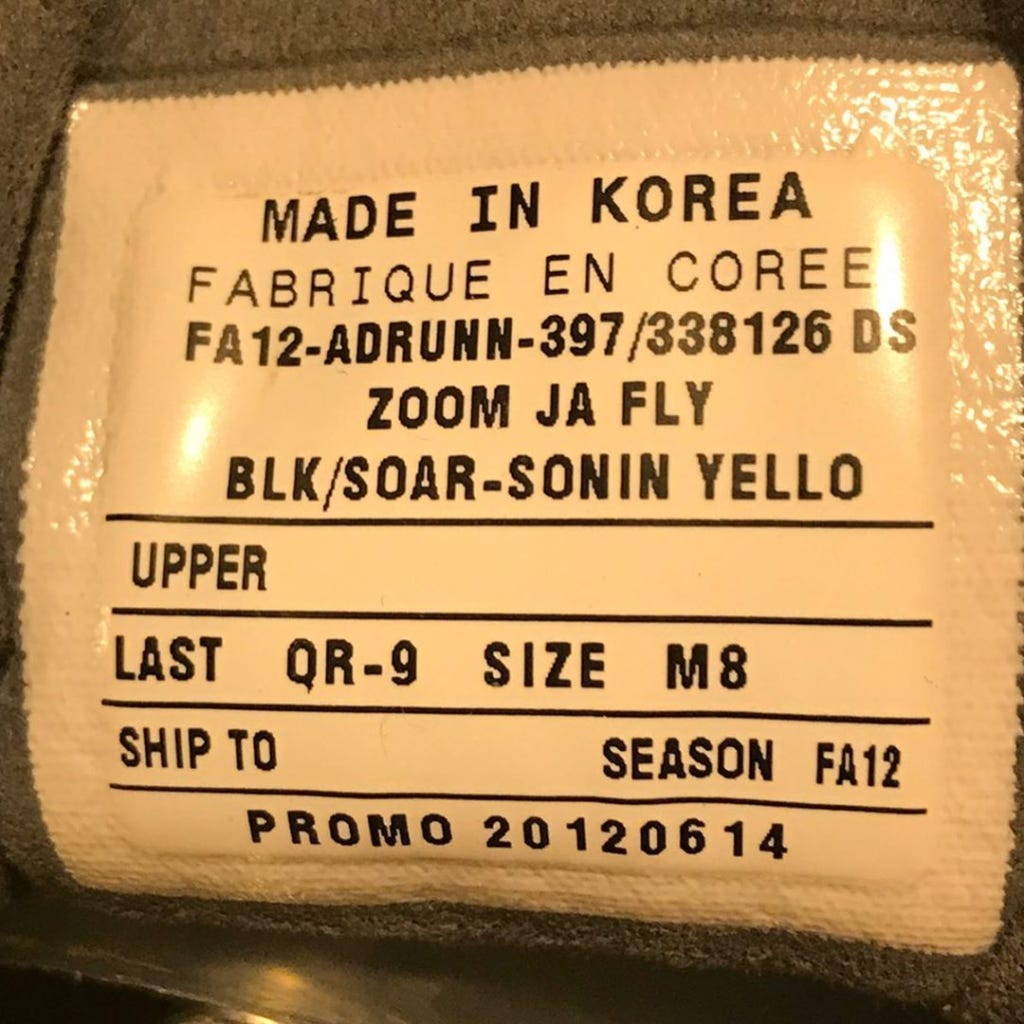 MADE IN KOREA
FABRIQUE EN COREE
FA12-ADRUNN-397/338126 DS
ZOOM JA FLY
BLK/SOAR-SONIN YELLO
UPPER
LAST QR-9 SIZE M8
SHIP TO SEASON FA12
PROMO 20120614